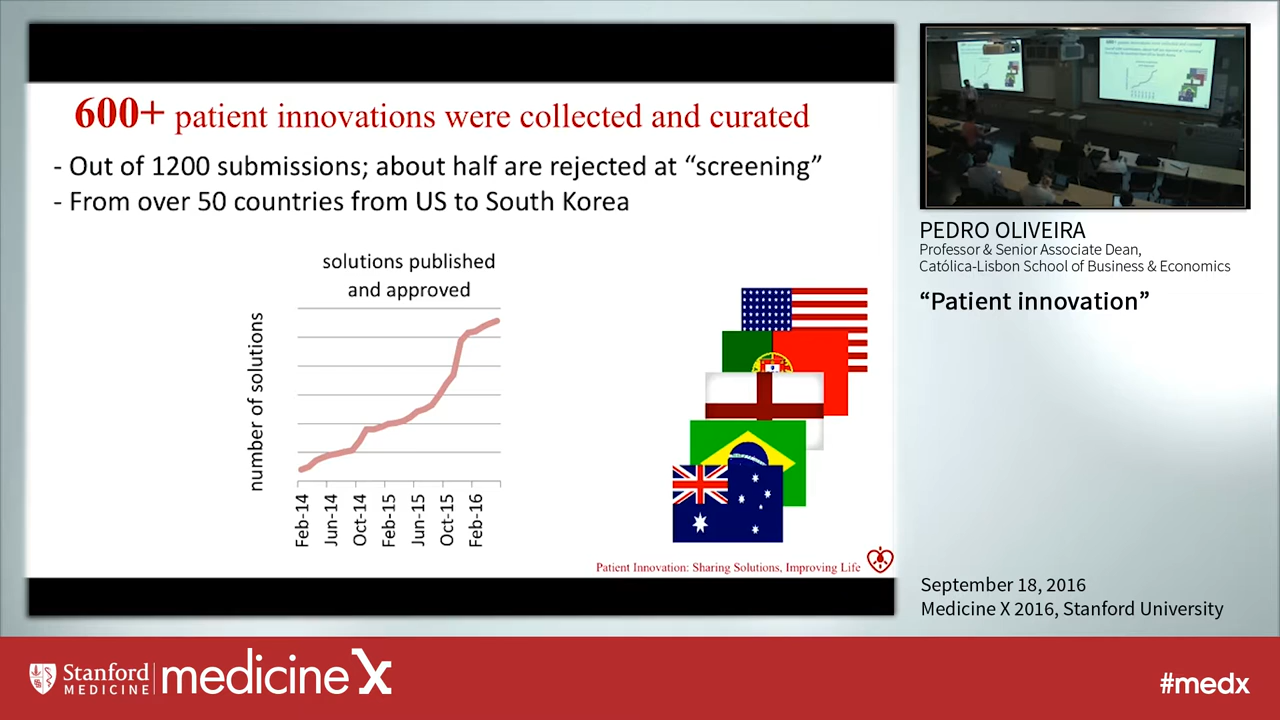 600+ patient innovations were collected and curated
- Out of 1200 submissions; about half are rejected at “screening”
- From over 50 countries from US to South Korea
solutions published
and approved
number of solutions
Feb-14
Jun-14
Oct-14
Feb-15
Jun-15
Oct-15
Feb-16
Patient Innovation: Sharing Solutions, Improving Life
PEDRO OLIVEIRA
Professor & Senior Associate Dean,
Católica-Lisbon School of Business & Economics
“Patient innovation”
September 18, 2016
Medicine X 2016, Stanford University
Stanford
MEDICINE
medicine X
#medx